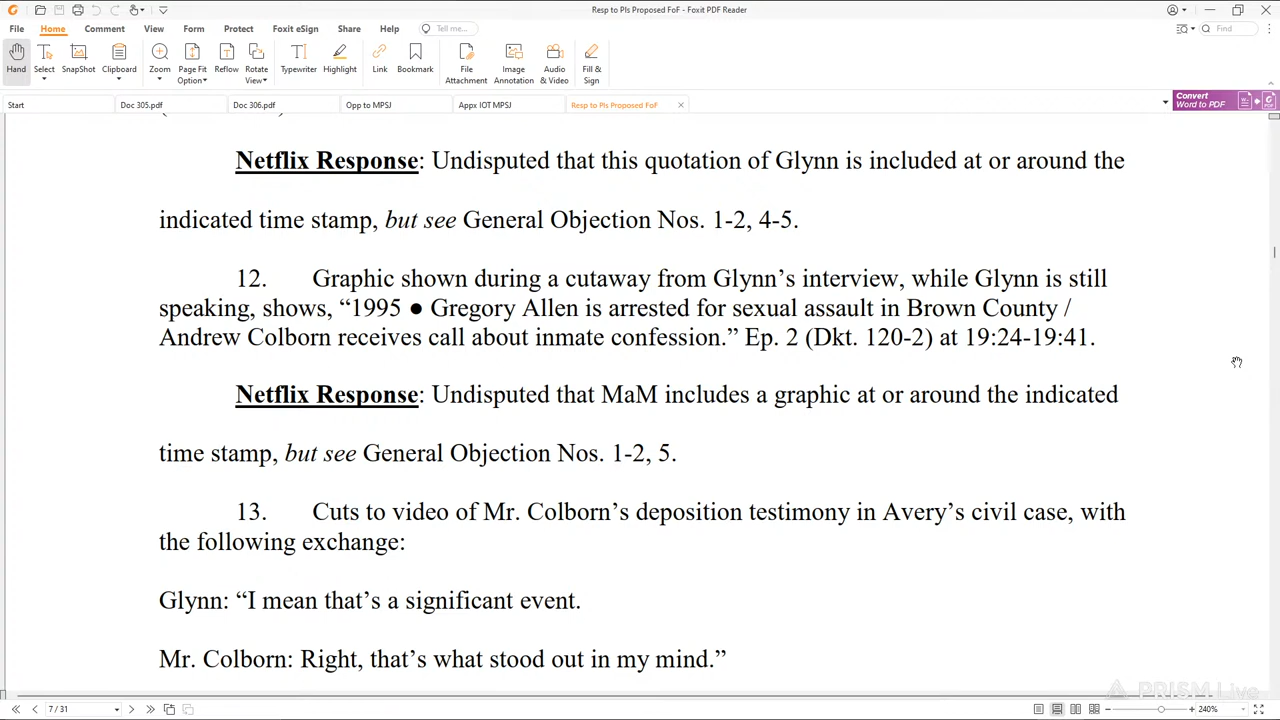 Resp to Pls Proposed FoF - Foxit PDF Reader
File Home Comment View Form Protect Foxit eSign Share Help Tell me... Find
Hand Select SnapShot Clipboard Zoom Page Fit Option Reflow Rotate View Typewriter Highlight Link Bookmark File Attachment Image Annotation Audio & Video Fill & Sign
Start Doc 305.pdf Doc 306.pdf Opp to MPSJ Appx IOT MPSJ Resp to Pls Proposed FoF Convert Word to PDF
Netflix Response: Undisputed that this quotation of Glynn is included at or around the
indicated time stamp, but see General Objection Nos. 1-2, 4-5.
12. Graphic shown during a cutaway from Glynn’s interview, while Glynn is still
speaking, shows, “1995 ● Gregory Allen is arrested for sexual assault in Brown County /
Andrew Colborn receives call about inmate confession.” Ep. 2 (Dkt. 120-2) at 19:24-19:41.
Netflix Response: Undisputed that MaM includes a graphic at or around the indicated
time stamp, but see General Objection Nos. 1-2, 5.
13. Cuts to video of Mr. Colborn’s deposition testimony in Avery’s civil case, with
the following exchange:
Glynn: “I mean that’s a significant event.
Mr. Colborn: Right, that’s what stood out in my mind.”
PRISM Live
7 / 31 240%